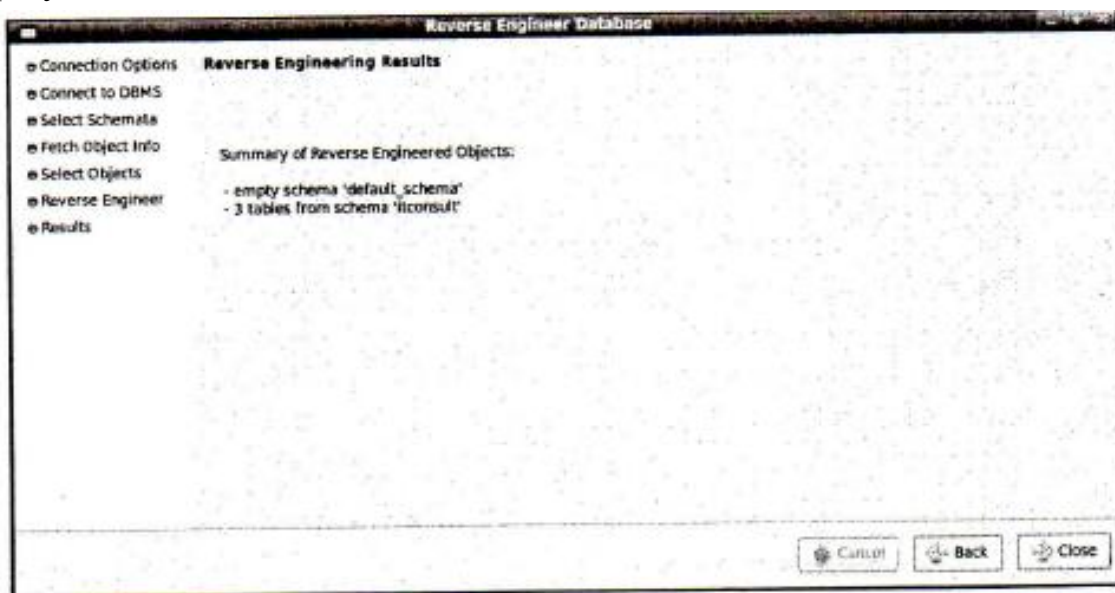 Reverse Engineer Database
Connection Options
Connect to DBMS
Select Schemata
Fetch Object Info
Select Objects
Reverse Engineer
Results
Reverse Engineering Results
Summary of Reverse Engineered Objects:
- empty schema 'default_schema'
- 3 tables from schema 'itconsult'
Cancel
Back
Close